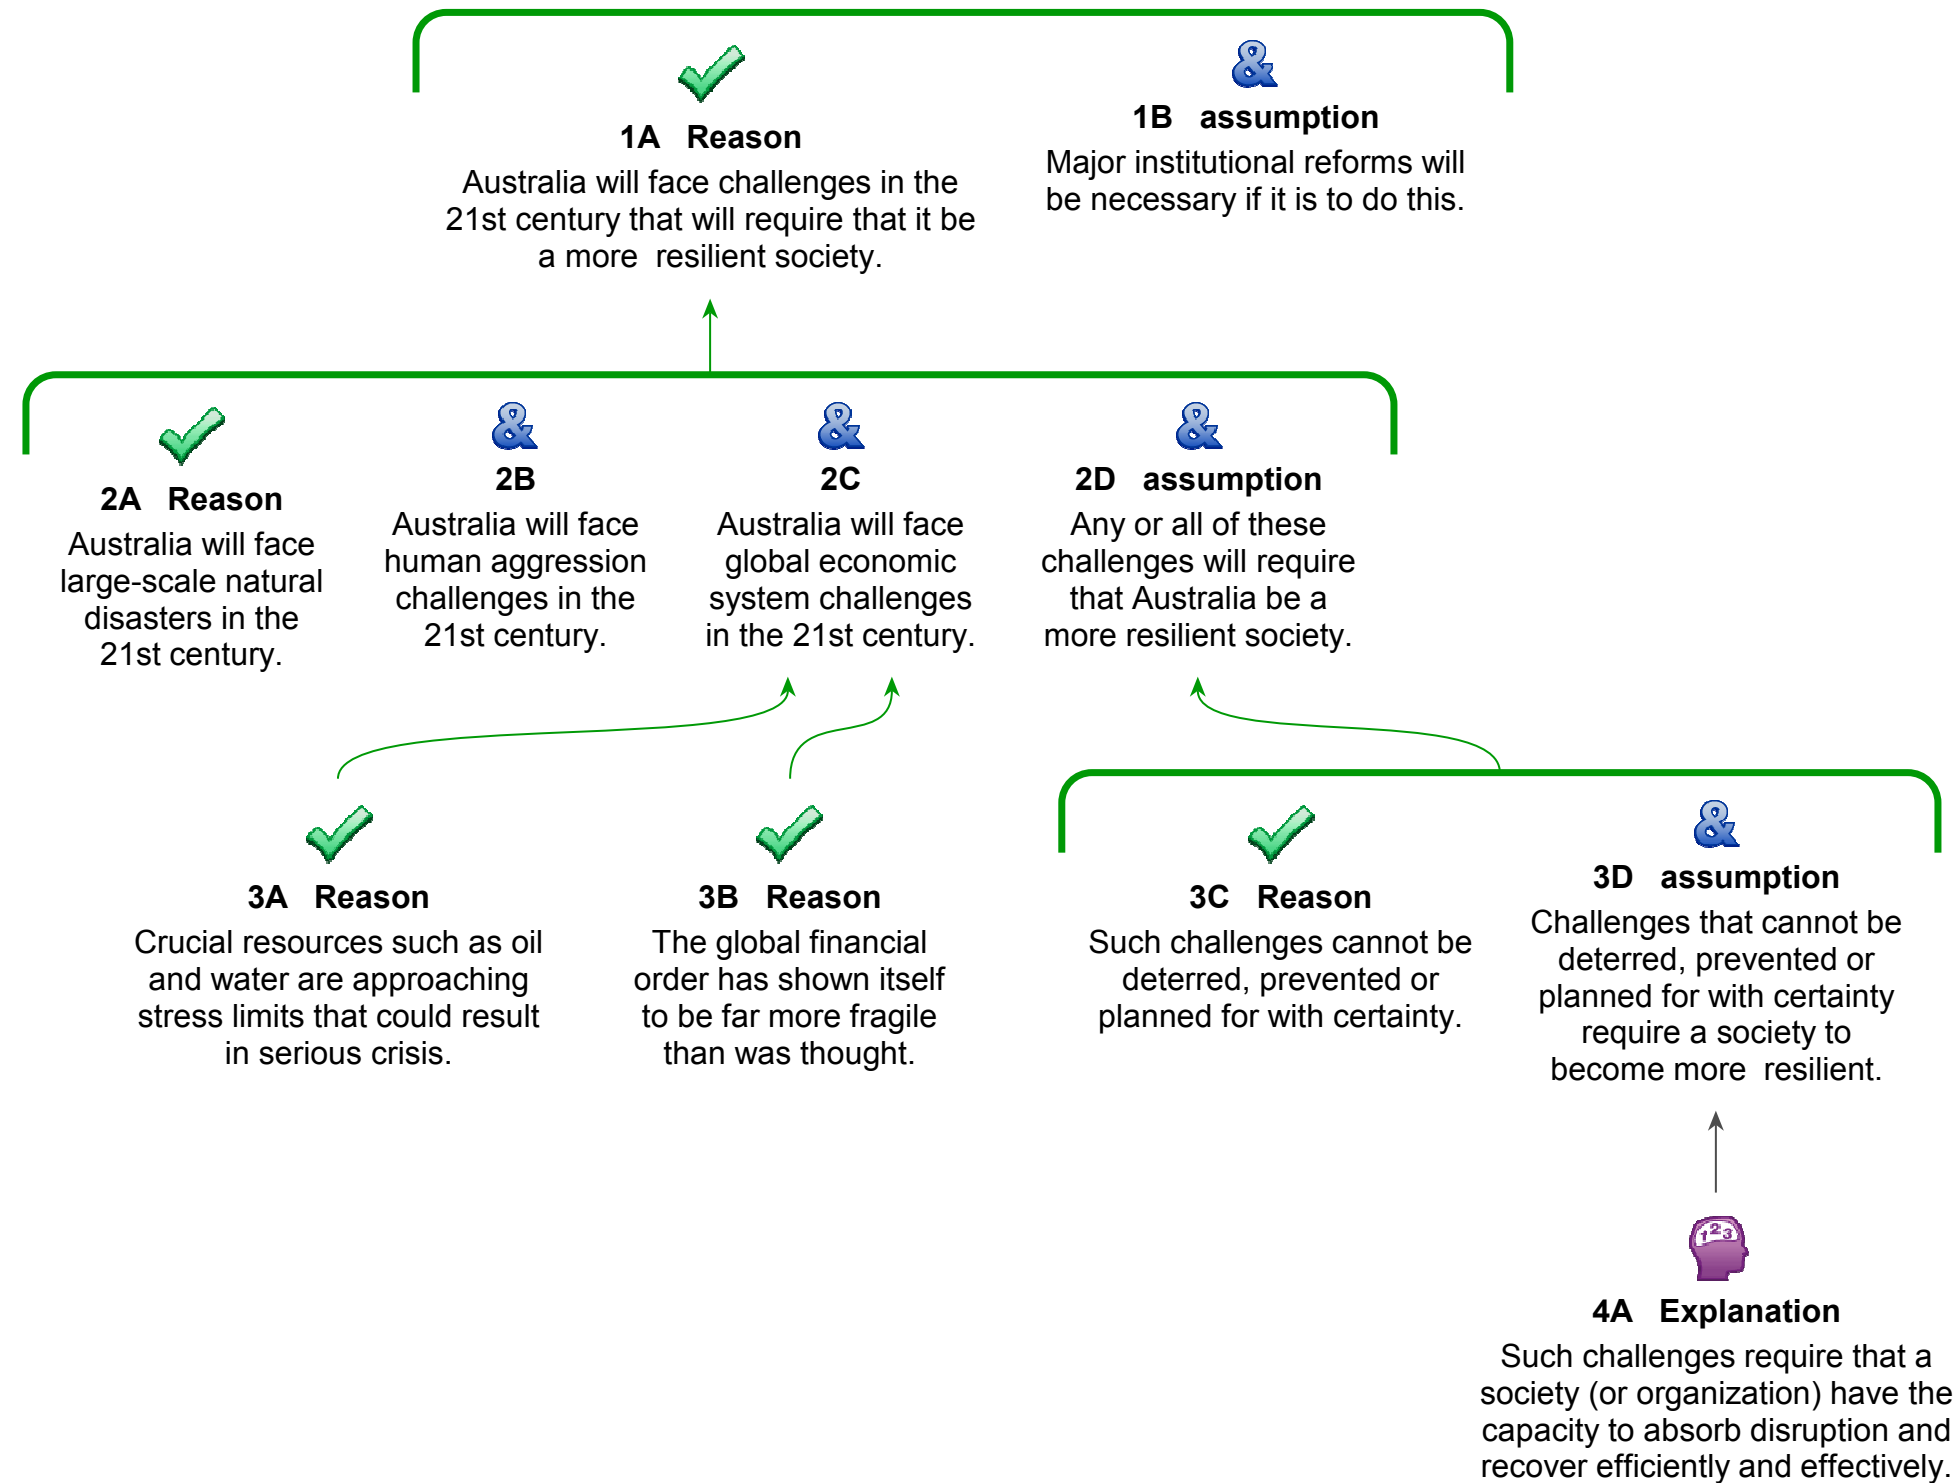 &
1A Reason
Australia will face challenges in the
21st century that will require that it be
a more resilient society.
1B assumption
Major institutional reforms will
be necessary if it is to do this.
&
&
&
2A Reason
Australia will face
large-scale natural
disasters in the
21st century.
2B
Australia will face
human aggression
challenges in the
21st century.
2C
Australia will face
global economic
system challenges
in the 21st century.
2D assumption
Any or all of these
challenges will require
that Australia be a
more resilient society.
3A Reason
Crucial resources such as oil
and water are approaching
stress limits that could result
in serious crisis.
3B Reason
The global financial
order has shown itself
to be far more fragile
than was thought.
3C Reason
Such challenges cannot be
deterred, prevented or
planned for with certainty.
&
3D assumption
Challenges that cannot be
deterred, prevented or
planned for with certainty
require a society to
become more resilient.
123
4A Explanation
Such challenges require that a
society (or organization) have the
capacity to absorb disruption and
recover efficiently and effectively.